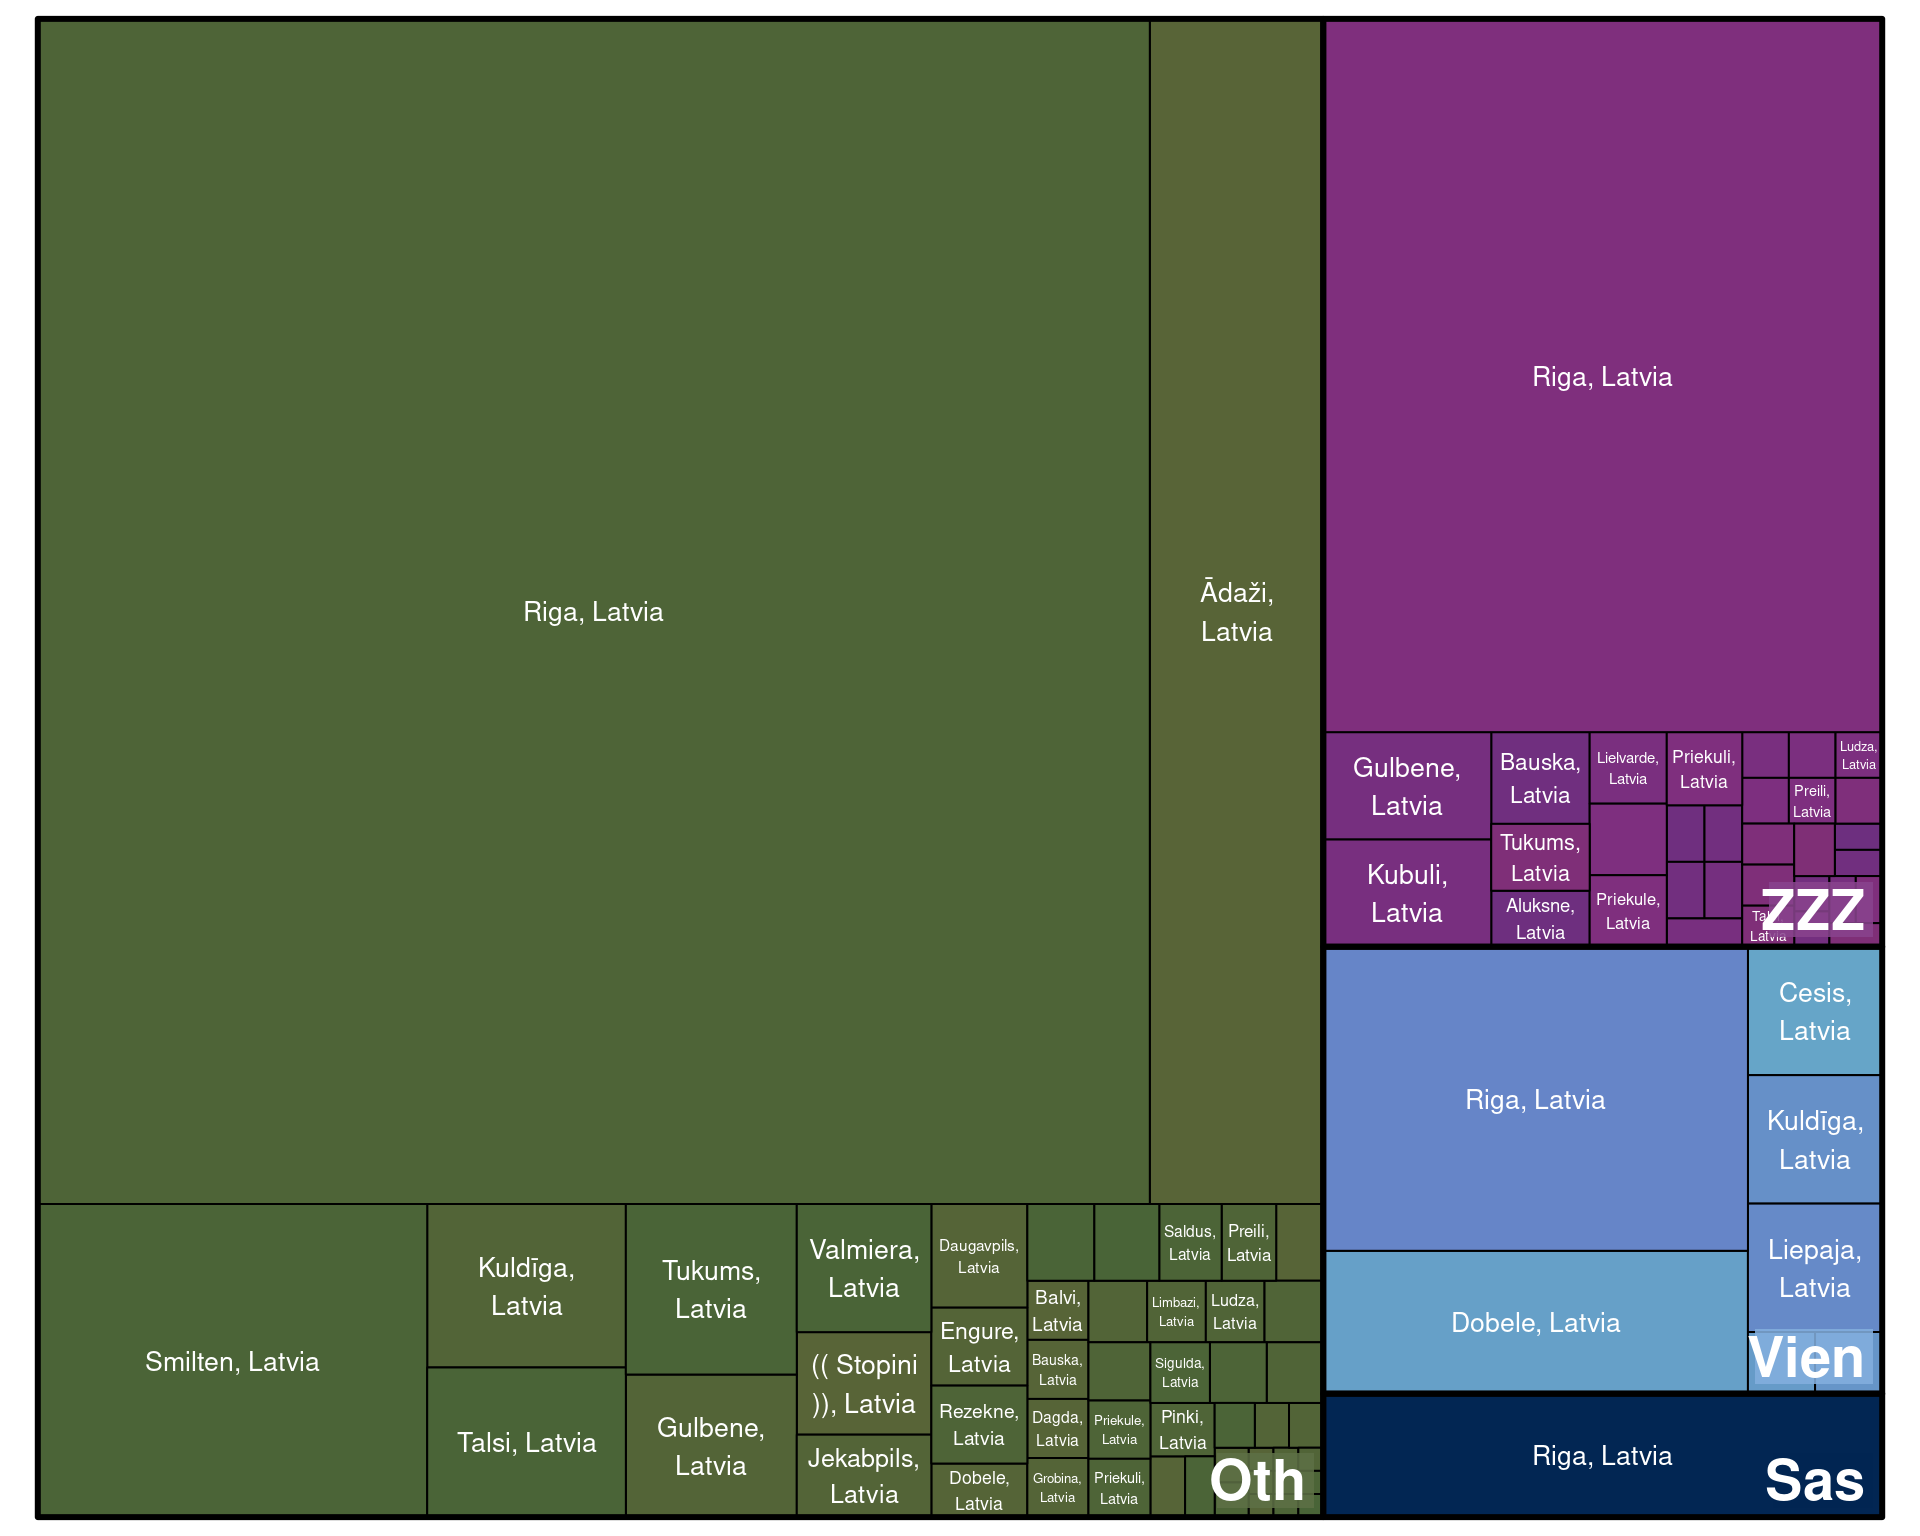 Riga, Latvia
Ādaži,
Latvia
Smilten, Latvia
Kuldīga,
Latvia
Talsi, Latvia
Tukums,
Latvia
Gulbene,
Latvia
Valmiera,
Latvia
(( Stopini
)), Latvia
Jekabpils,
Latvia
Daugavpils,
Latvia
Engure,
Latvia
Rezekne,
Latvia
Dobele,
Latvia
Saldus,
Latvia
Preili,
Latvia
Balvi,
Latvia
Limbazi,
Latvia
Ludza,
Latvia
Bauska,
Latvia
Sigulda,
Latvia
Dagda,
Latvia
Priekule,
Latvia
Pinki,
Latvia
Grobina,
Latvia
Priekuli,
Latvia
Oth
Riga, Latvia
Gulbene,
Latvia
Kubuli,
Latvia
Bauska,
Latvia
Tukums,
Latvia
Aluksne,
Latvia
Lielvarde,
Latvia
Priekule,
Latvia
Priekuli,
Latvia
Ludza,
Latvia
Preili,
Latvia
Latvia
ZZZ
Riga, Latvia
Dobele, Latvia
Cesis,
Latvia
Kuldīga,
Latvia
Liepaja,
Latvia
Vien
Riga, Latvia
Sas